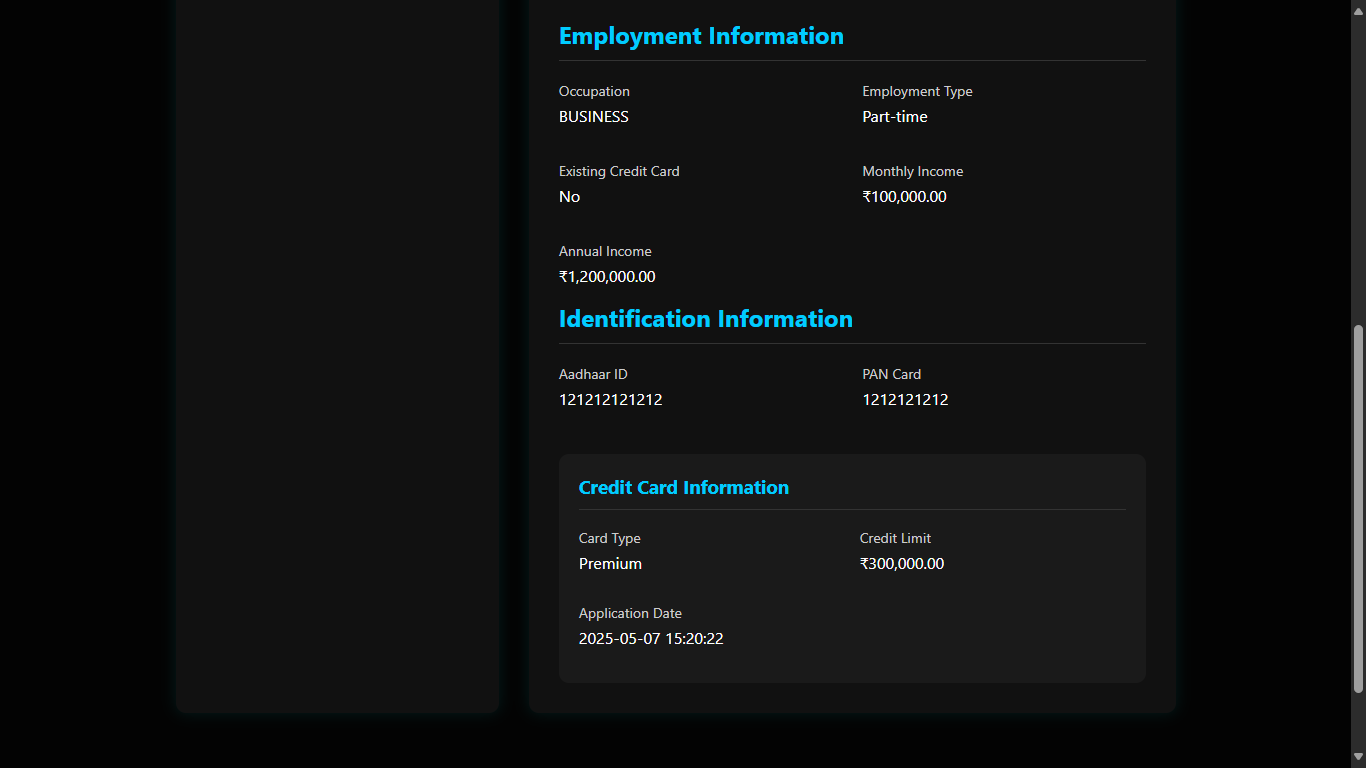 Employment Information
Occupation Employment Type
BUSINESS Part-time
Existing Credit Card Monthly Income
No ₹100,000.00
Annual Income
₹1,200,000.00
Identification Information
Aadhaar ID PAN Card
121212121212 1212121212
Credit Card Information
Card Type Credit Limit
Premium ₹300,000.00
Application Date
2025-05-07 15:20:22